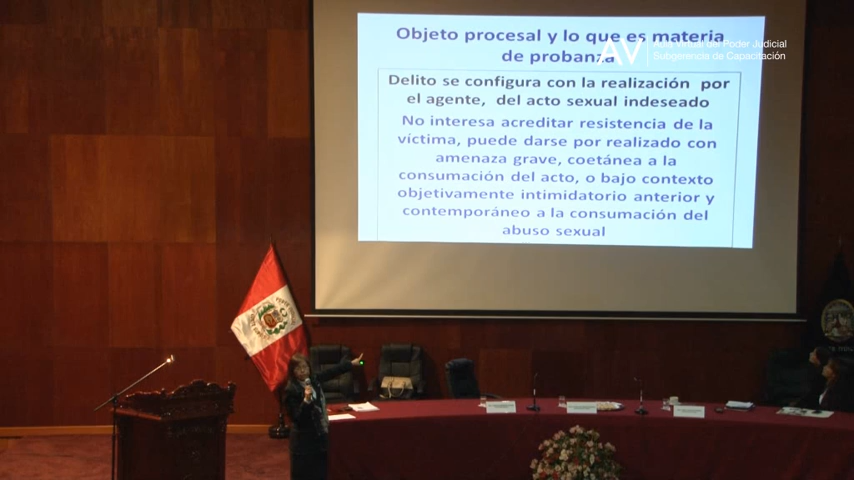 Objeto procesal y lo que es materia
de probanza
AV
Aula Virtual del Poder Judicial
Subgerencia de Capacitación
Delito se configura con la realización por
el agente, del acto sexual indeseado
No interesa acreditar resistencia de la
víctima, puede darse por realizado con
amenaza grave, coetánea a la
consumación del acto, o bajo contexto
objetivamente intimidatorio anterior y
contemporáneo a la consumación del
abuso sexual